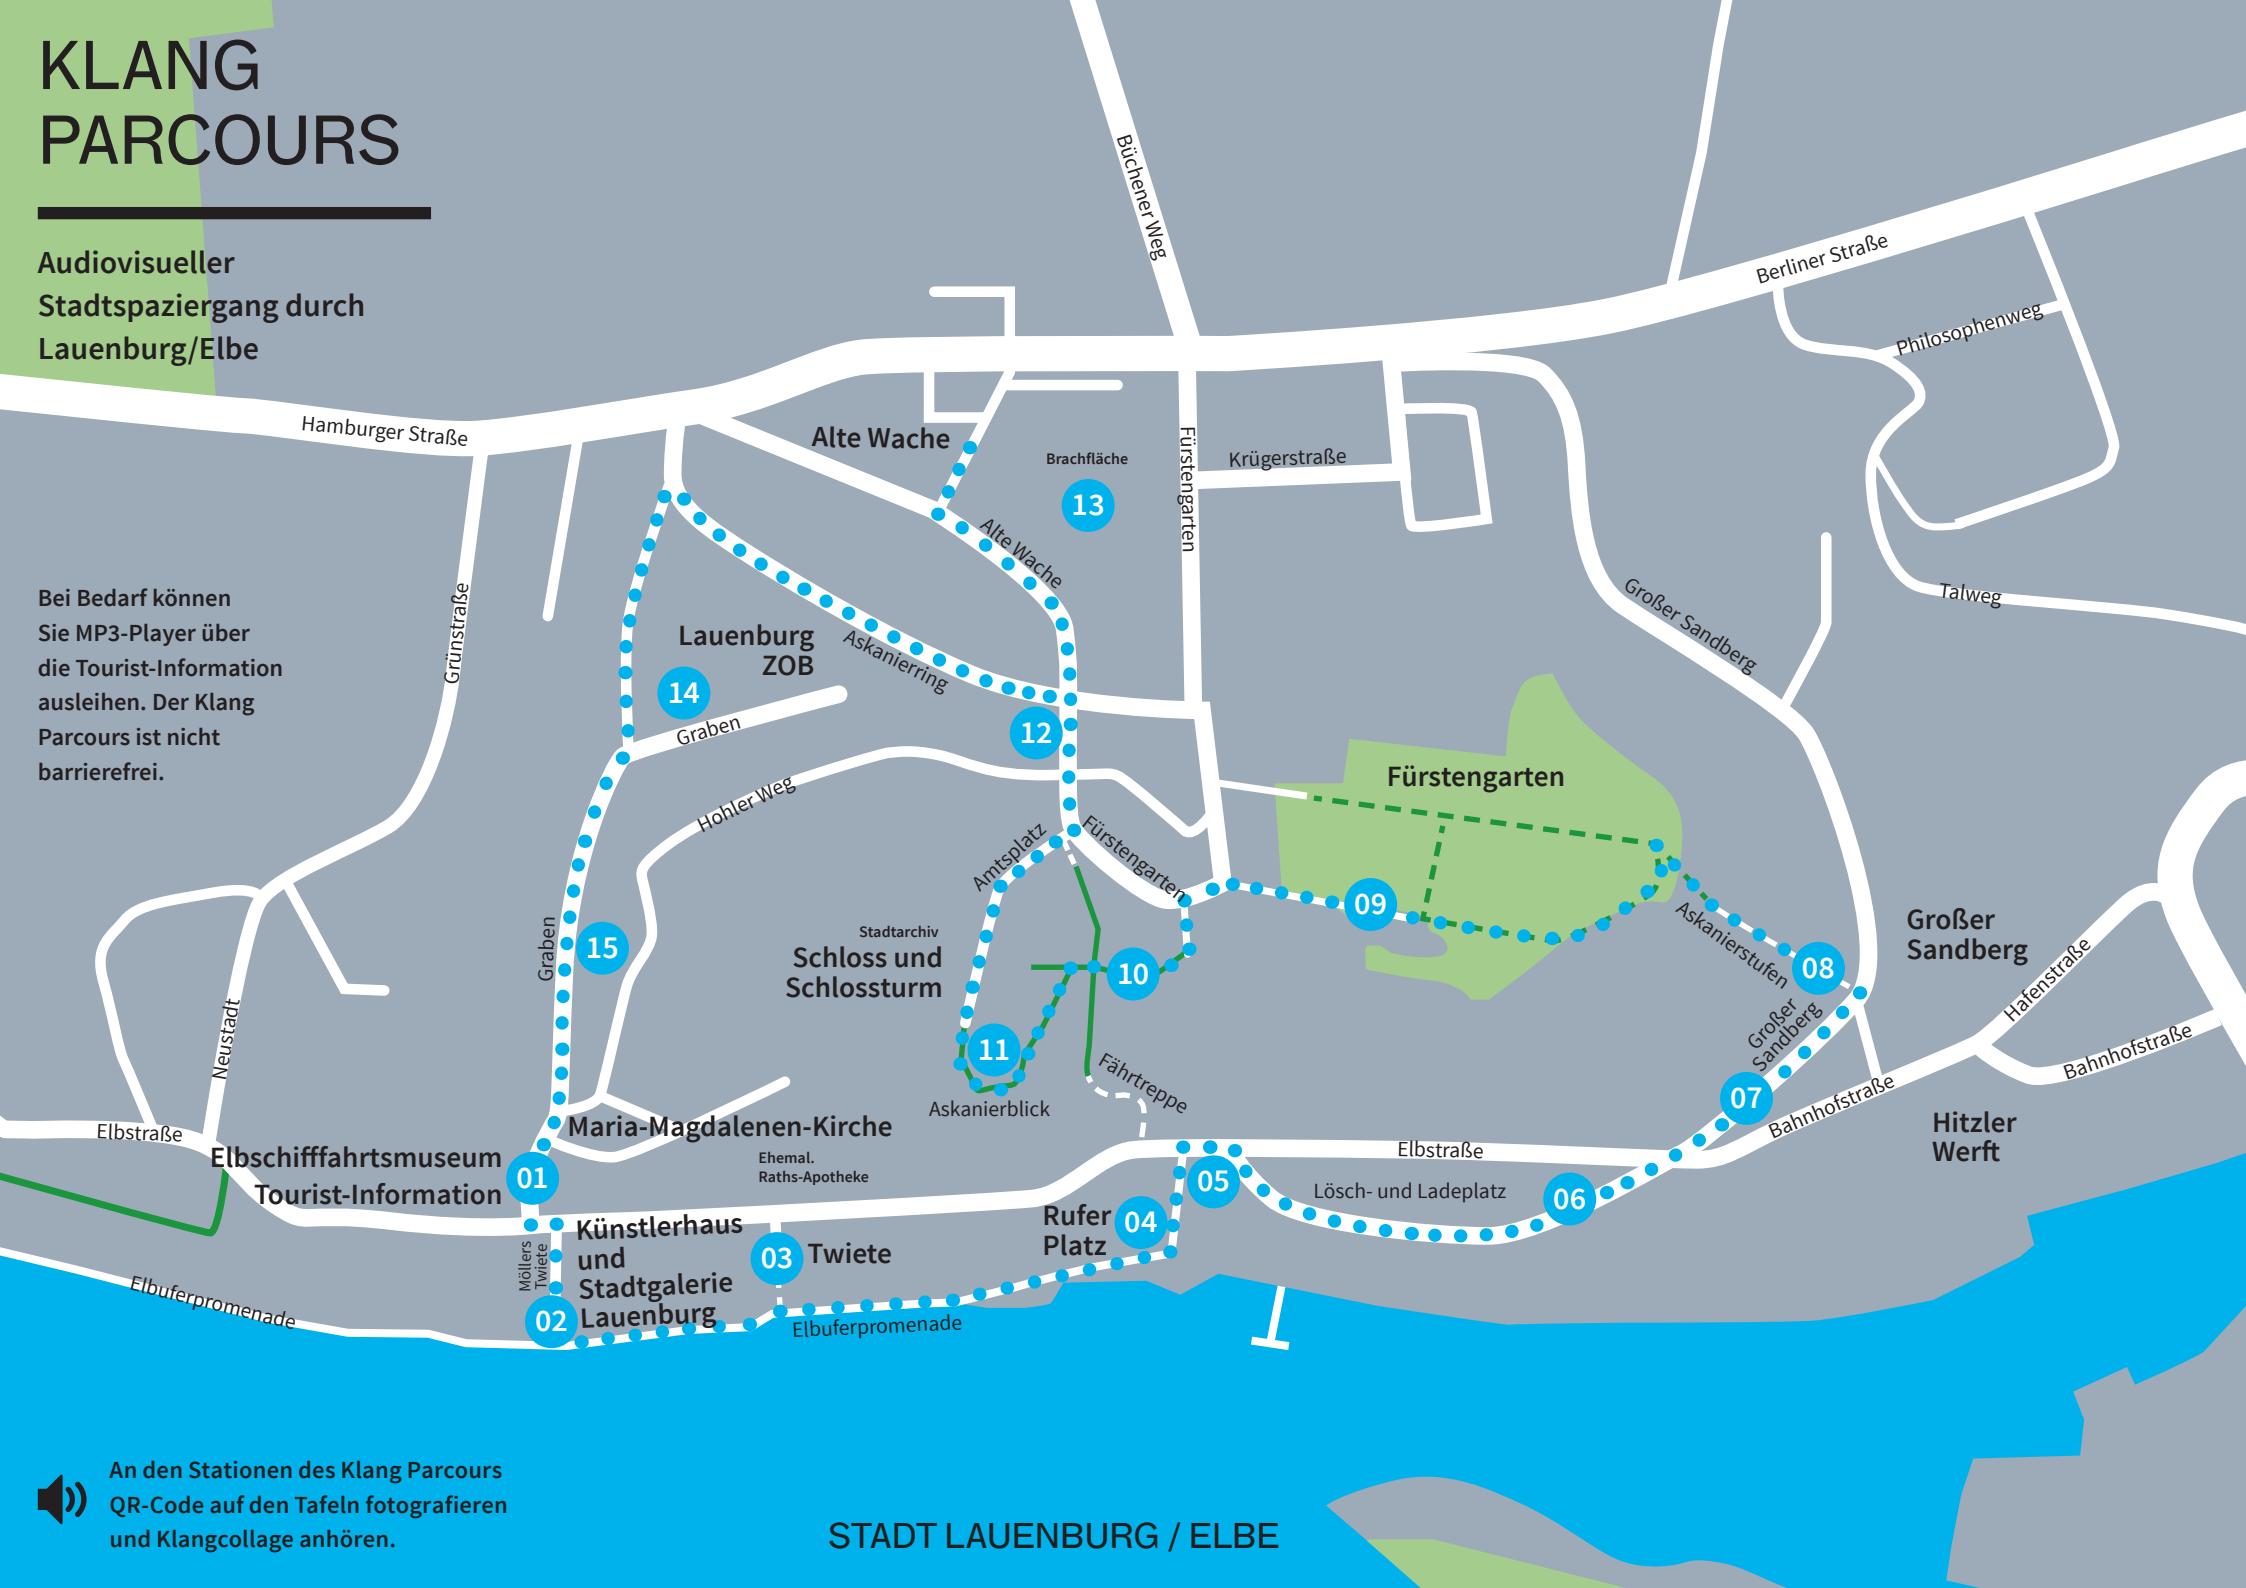 KLANG
PARCOURS
Audiovisueller
Stadtspaziergang durch
Lauenburg/Elbe
Bei Bedarf können
Sie MP3-Player über
die Tourist-Information
ausleihen. Der Klang
Parcours ist nicht
barrierefrei.
Hamburger Straße
Büchener Weg
Berliner Straße
Philosophenweg
Talweg
Alte Wache
Brachfläche
13
Alte Wache
Fürstengarten
Krügerstraße
Großer Sandberg
Grünstraße
Lauenburg
ZOB
14
Graben
Askanierring
12
Hohler Weg
Fürstengarten
Amtsplatz
Fürstengarten
09
Askanierstufen
08
Großer
Sandberg
Großer
Sandberg
Hafenstraße
Bahnhofstraße
Bahnhofstraße
07
Hitzler
Werft
Graben
15
Stadtarchiv
Schloss und
Schlossturm
10
11
Askanierblick
Fährtreppe
Neustadt
Elbstraße
Maria-Magdalenen-Kirche
Ehemal.
Raths-Apotheke
Elbschifffahrtsmuseum
Tourist-Information
01
Elbstraße
Lösch- und Ladeplatz
05
06
Rufer
Platz
04
Künstlerhaus
und
Stadtgalerie
Lauenburg
Möllers
Twiete
02
03
Twiete
Elbuferpromenade
Elbuferpromenade
An den Stationen des Klang Parcours
QR-Code auf den Tafeln fotografieren
und Klangcollage anhören.
STADT LAUENBURG / ELBE